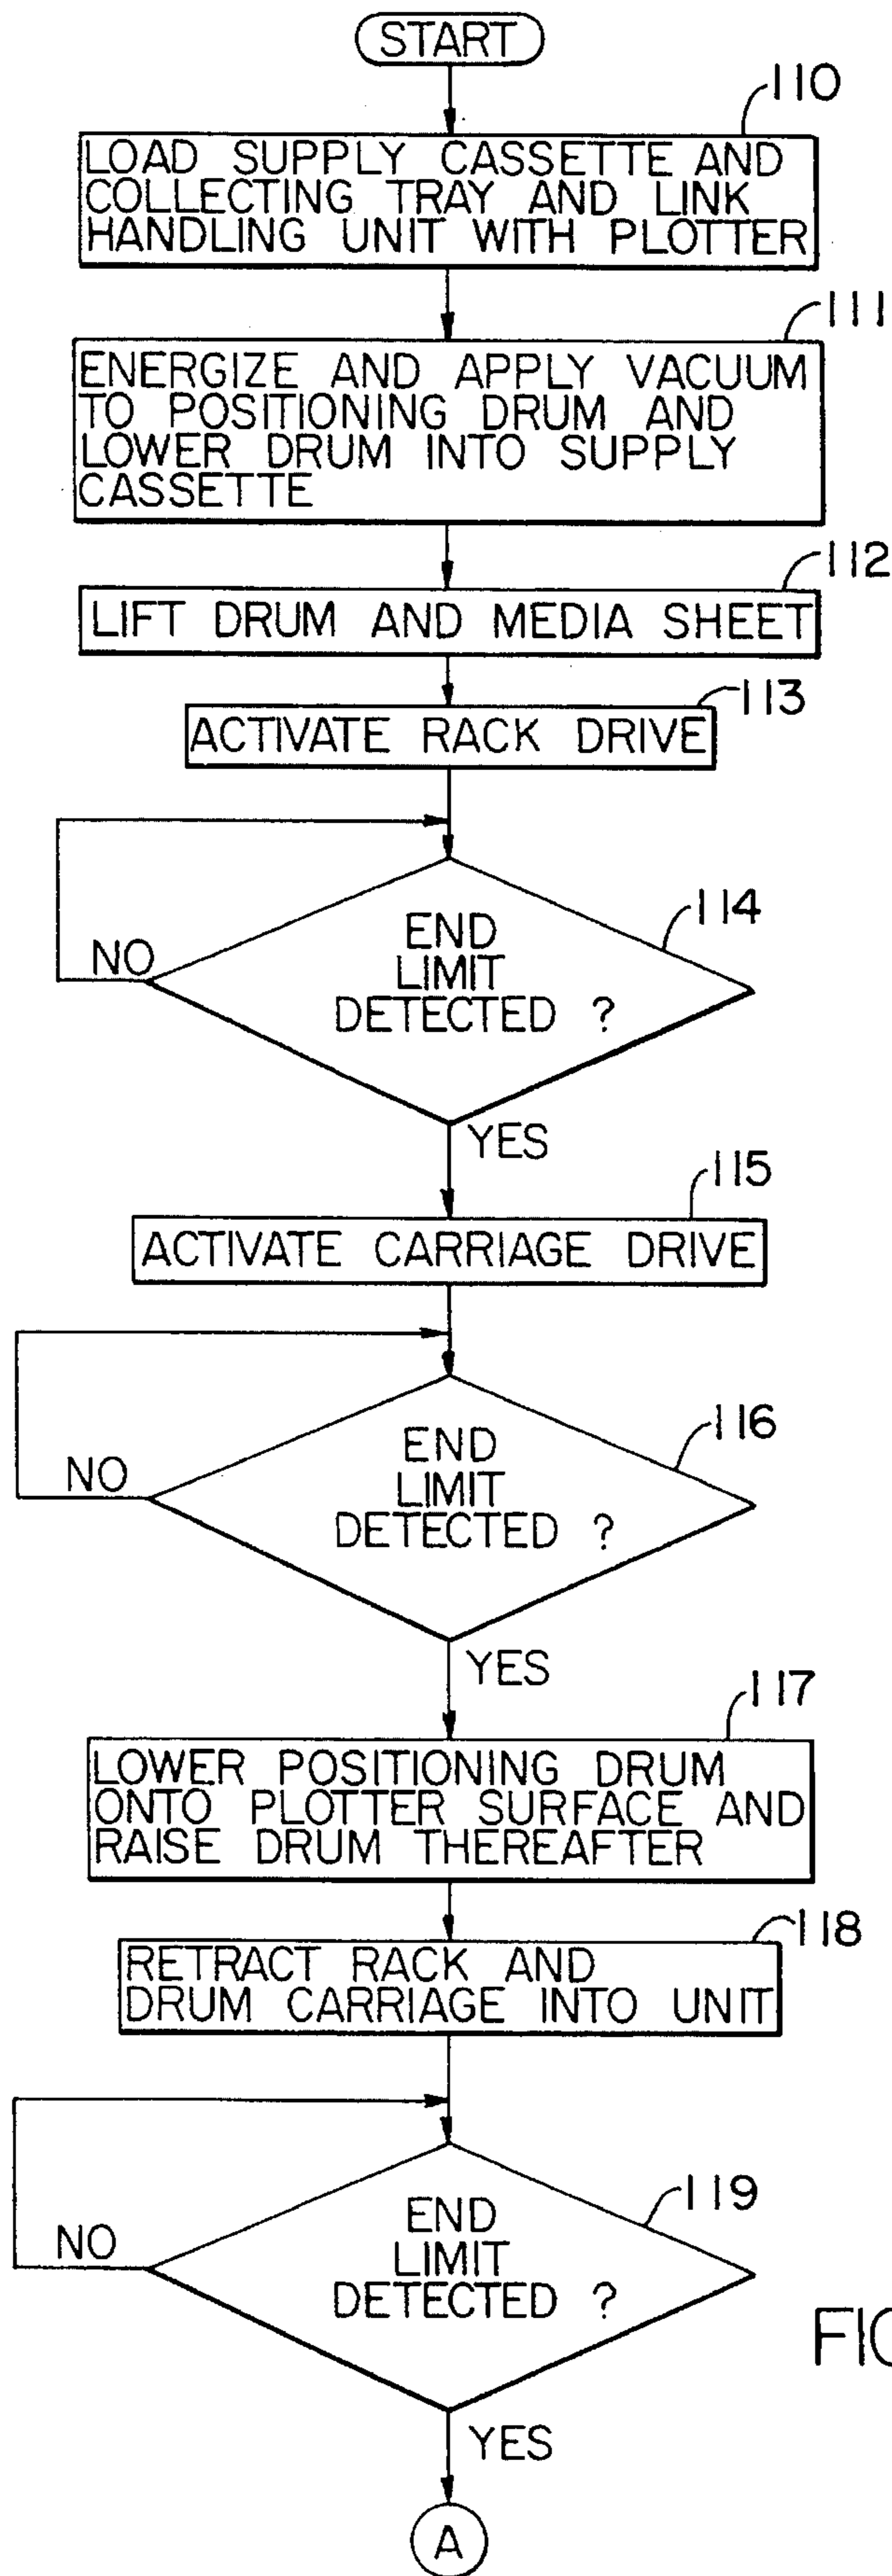 START
110
LOAD SUPPLY CASSETTE AND
COLLECTING TRAY AND LINK
HANDLING UNIT WITH PLOTTER
111
ENERGIZE AND APPLY VACUUM
TO POSITIONING DRUM AND
LOWER DRUM INTO SUPPLY
CASSETTE
112
LIFT DRUM AND MEDIA SHEET
113
ACTIVATE RACK DRIVE
114
END
LIMIT
DETECTED ?
NO
YES
115
ACTIVATE CARRIAGE DRIVE
116
END
LIMIT
DETECTED ?
NO
YES
117
LOWER POSITIONING DRUM
ONTO PLOTTER SURFACE AND
RAISE DRUM THEREAFTER
118
RETRACT RACK AND
DRUM CARRIAGE INTO UNIT
119
END
LIMIT
DETECTED ?
NO
YES
A